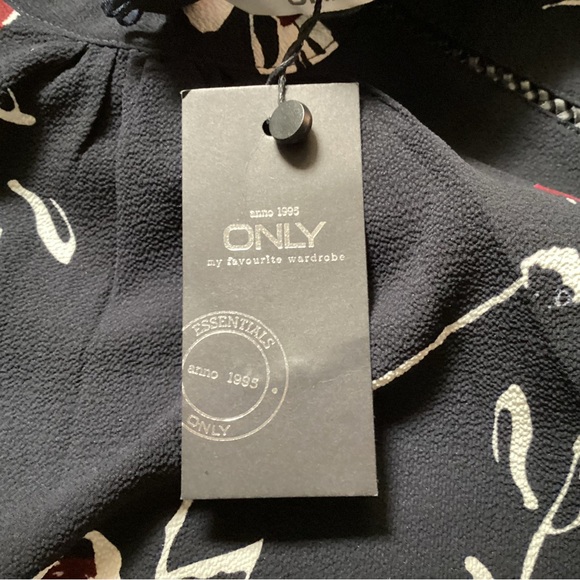 anno 1995
ONLY
my favourite wardrobe
ESSENTIALS
anno 1995
ONLY